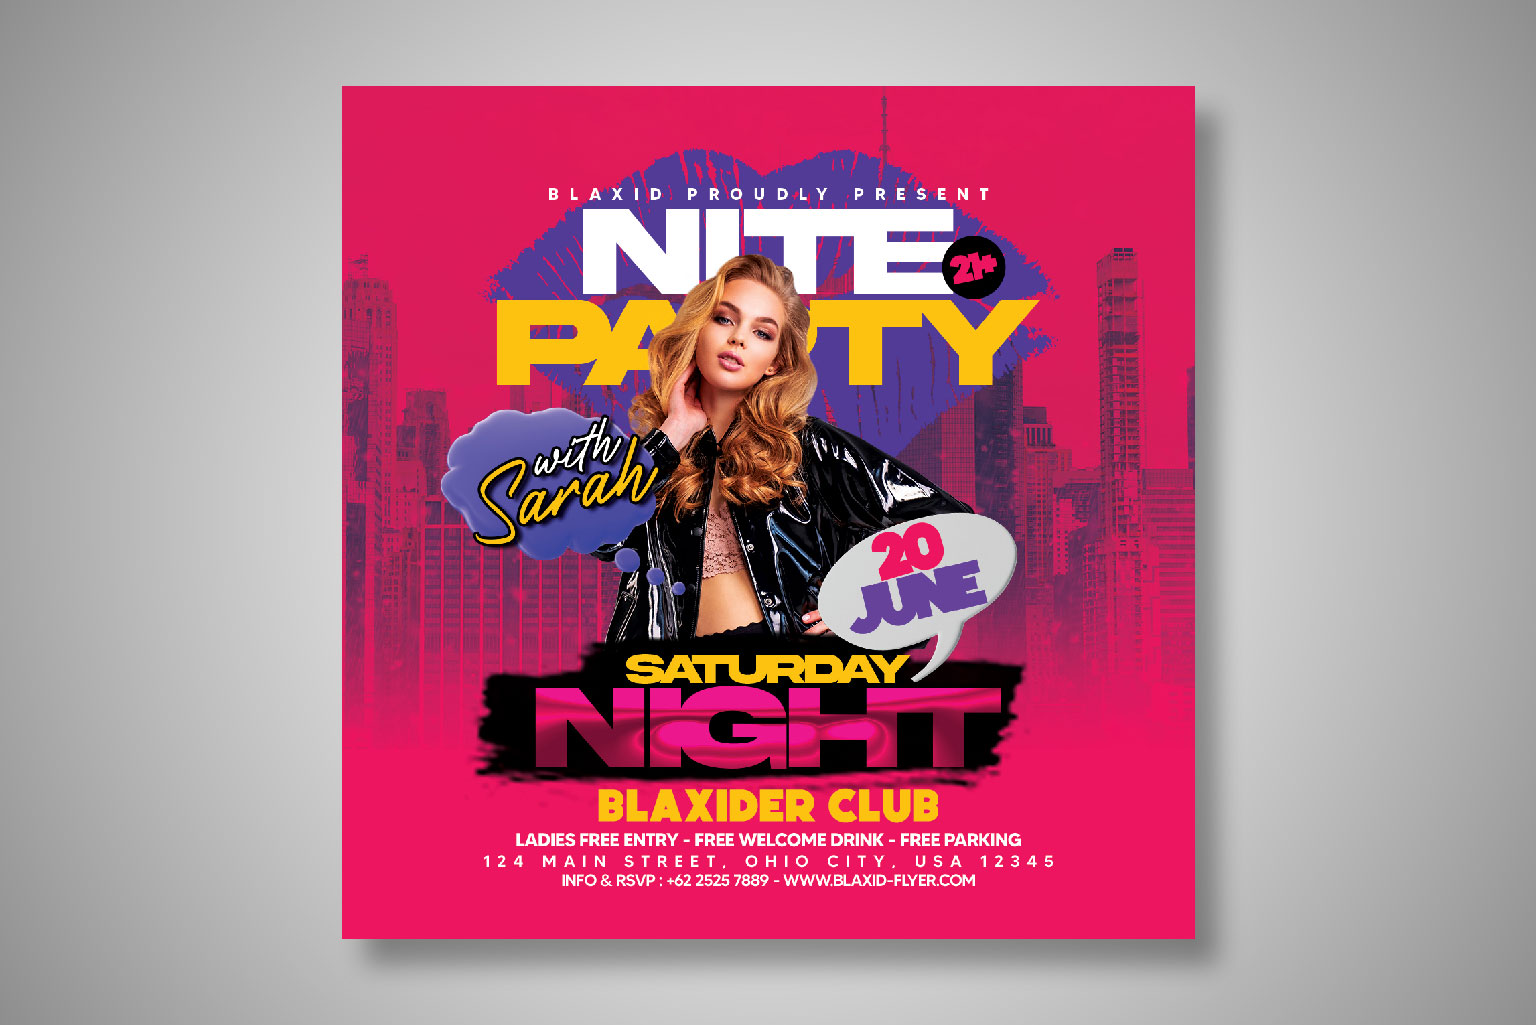 BLAXID PROUDLY PRESENT
NITE
21+
PARTY
with
Sarah
20
JUNE
SATURDAY
NIGHT
BLAXIDER CLUB
LADIES FREE ENTRY - FREE WELCOME DRINK - FREE PARKING
124 MAIN STREET, OHIO CITY, USA 12345
INFO & RSVP : +62 2525 7889 - WWW.BLAXID-FLYER.COM